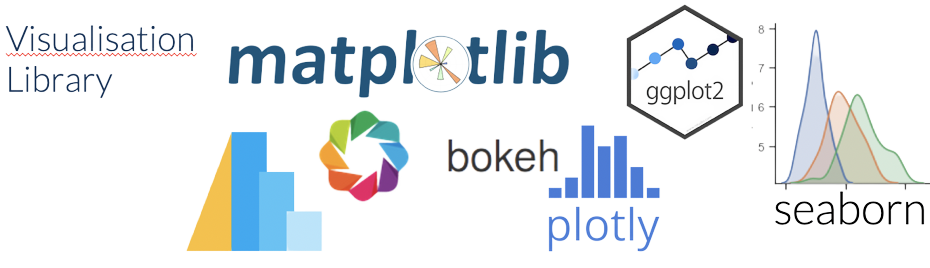 Visualisation
Library
matplotlib
ggplot2
bokeh
plotly
8
7
6
5
seaborn